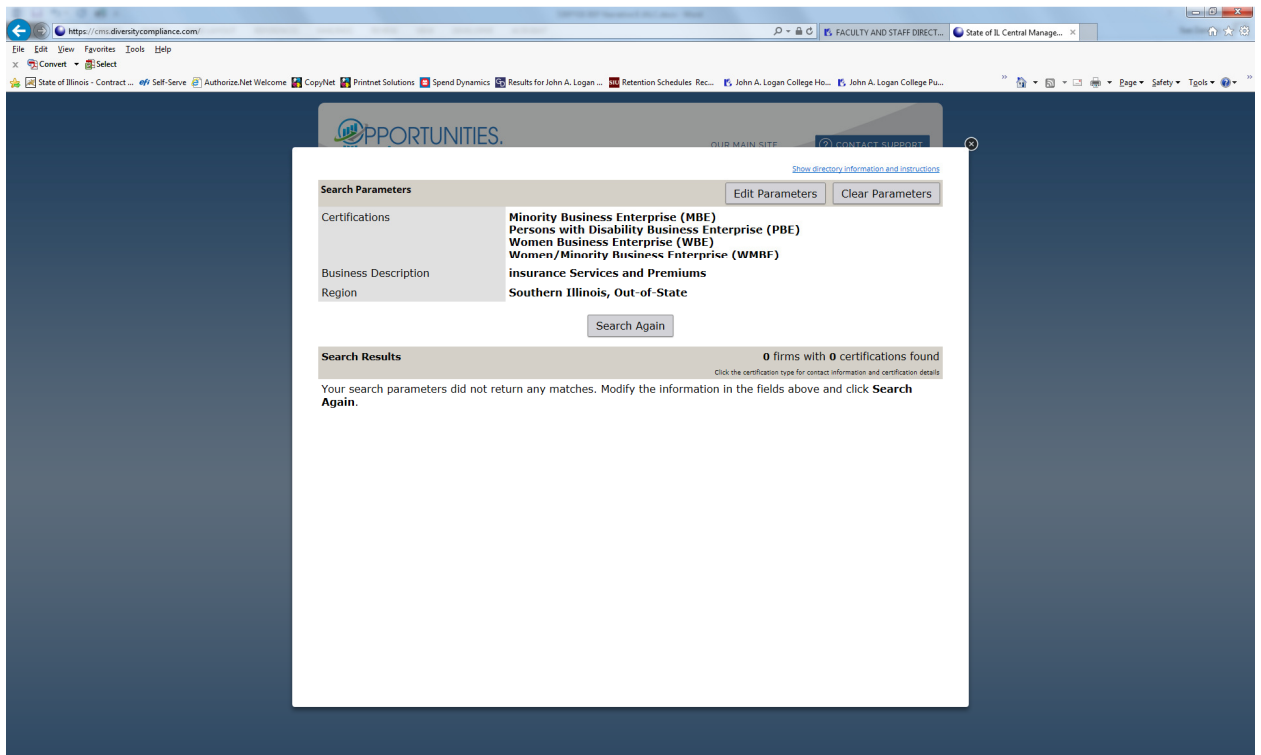 https://cms.diversitycompliance.com/
FACULTY AND STAFF DIRECT...
State of IL Central Manage...
File Edit View Favorites Tools Help
x Convert Select
State of Illinois - Contract ... efi Self-Serve Authorize.Net Welcome CopyNet Printnet Solutions Spend Dynamics Results for John A. Logan ... Retention Schedules Rec... John A. Logan College Ho... John A. Logan College Pu... Page Safety Tools
PPORTUNITIES.
OUR MAIN SITE ? CONTACT SUPPORT
Show directory information and instructions
Search Parameters Edit Parameters Clear Parameters
Certifications Minority Business Enterprise (MBE)
Persons with Disability Business Enterprise (PBE)
Women Business Enterprise (WBE)
Women/Minority Business Enterprise (WMBE)
Business Description insurance Services and Premiums
Region Southern Illinois, Out-of-State
Search Again
Search Results 0 firms with 0 certifications found
Click the certification type for contact information and certification details
Your search parameters did not return any matches. Modify the information in the fields above and click Search
Again.